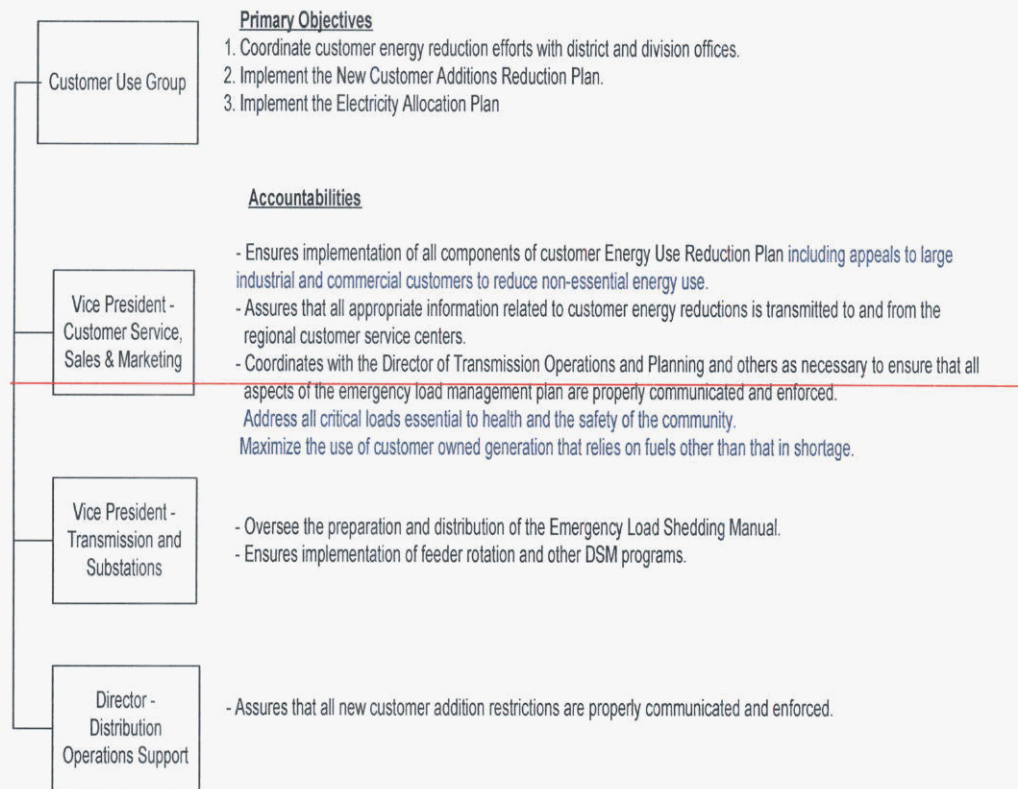 Primary Objectives
1. Coordinate customer energy reduction efforts with district and division offices.
Customer Use Group
2. Implement the New Customer Additions Reduction Plan.
3. Implement the Electricity Allocation Plan
Accountabilities
- Ensures implementation of all components of customer Energy Use Reduction Plan including appeals to large
industrial and commercial customers to reduce non-essential energy use.
Vice President -
Customer Service,
Sales & Marketing
- Assures that all appropriate information related to customer energy reductions is transmitted to and from the
regional customer service centers.
- Coordinates with the Director of Transmission Operations and Planning and others as necessary to ensure that all
aspects of the emergency load management plan are properly communicated and enforced.
Address all critical loads essential to health and the safety of the community.
Maximize the use of customer owned generation that relies on fuels other than that in shortage.
Vice President -
Transmission and
Substations
- Oversee the preparation and distribution of the Emergency Load Shedding Manual.
- Ensures implementation of feeder rotation and other DSM programs.
Director -
Distribution
Operations Support
- Assures that all new customer addition restrictions are properly communicated and enforced.